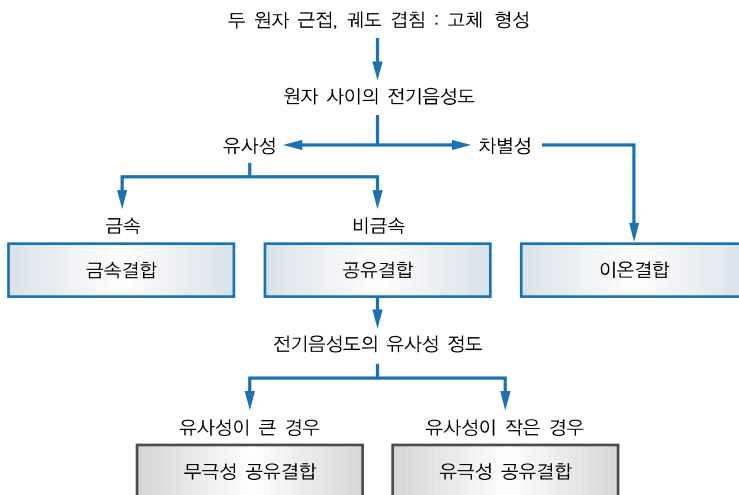 두 원자 근접, 궤도 겹침 : 고체 형성
원자 사이의 전기음성도
유사성
차별성
금속
비금속
금속결합
공유결합
이온결합
전기음성도의 유사성 정도
유사성이 큰 경우
유사성이 작은 경우
무극성 공유결합
유극성 공유결합